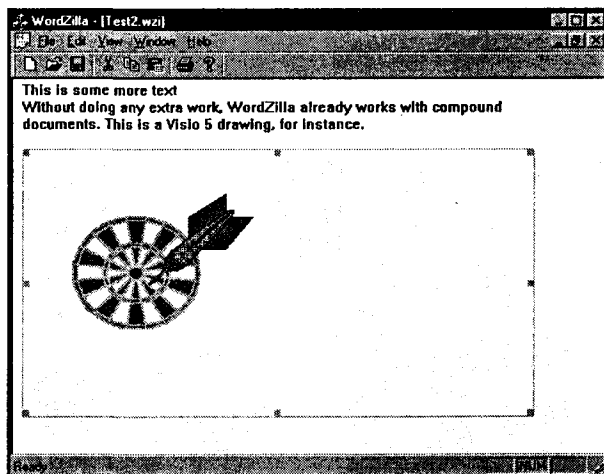 WordZilla - [Test2.wzi]
File Edit View Window Help
This is some more text
Without doing any extra work, WordZilla already works with compound
documents. This is a Visio 5 drawing, for instance.
Ready NUM